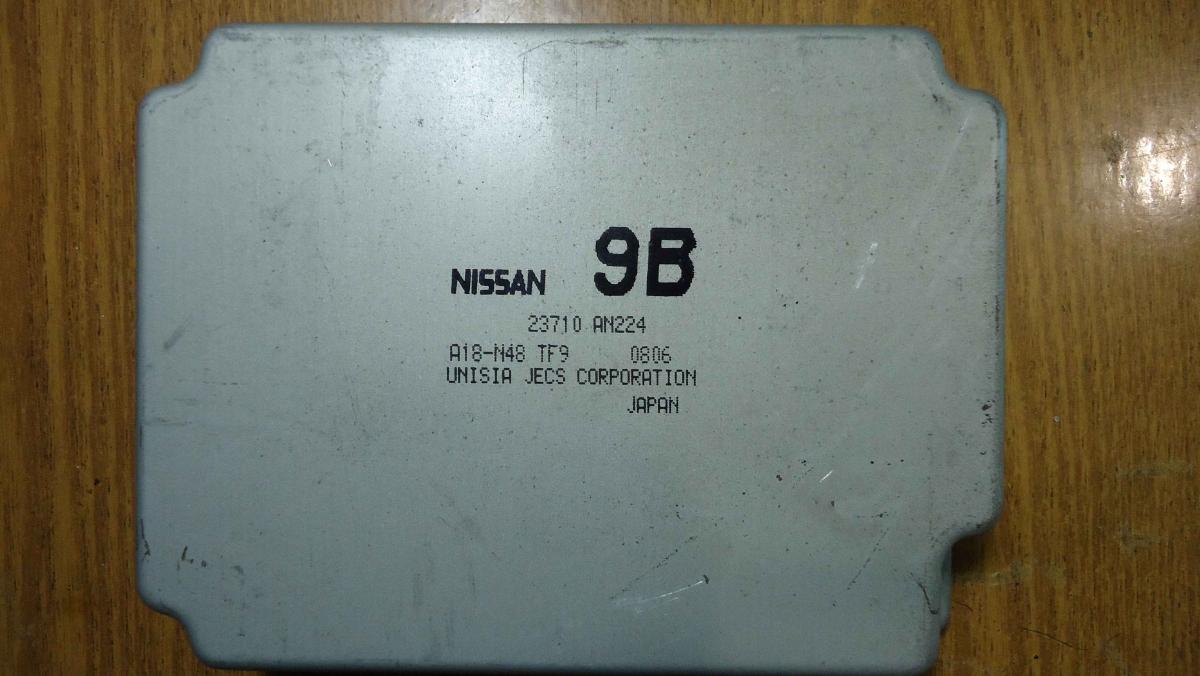 NISSAN 9B
23710 AN224
A18-N48 TF9 0806
UNISIA JECS CORPORATION
JAPAN